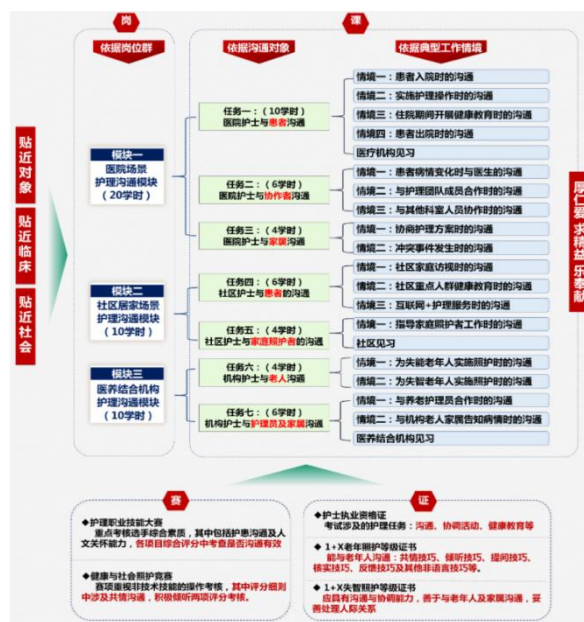 岗
课
依据岗位群
依据沟通对象
依据典型工作情境
贴近对象
贴近临床
贴近社会
模块一
医院场景
护理沟通模块
（20学时）
任务一：（10学时）
医院护士与患者沟通
情境一：患者入院时的沟通
情境二：实施护理操作时的沟通
情境三：住院期间开展健康教育时的沟通
情境四：患者出院时的沟通
医疗机构见习
任务二：（6学时）
医院护士与协作者沟通
情境一：患者病情变化时与医生的沟通
情境二：与护理团队成员合作时的沟通
情境三：与其他科室人员协作时的沟通
任务三：（4学时）
医院护士与家属沟通
情境一：协商护理方案时的沟通
情境二：冲突事件发生时的沟通
模块二
社区居家场景
护理沟通模块
（10学时）
任务四：（6学时）
社区护士与患者的沟通
情境一：社区家庭访视时的沟通
情境二：社区重点人群健康教育时的沟通
情境三：互联网+护理服务时的沟通
任务五：（4学时）
社区护士与家庭照护者的沟通
情境一：指导家庭照护者工作时的沟通
社区见习
模块三
医养结合机构
护理沟通模块
（10学时）
任务六：（4学时）
机构护士与老人沟通
情境一：为失能老年人实施照护时的沟通
情境二：为失智老年人实施照护时的沟通
任务七：（6学时）
机构护士与护理员及家属沟通
情境一：与养老护理员合作时的沟通
情境二：与机构老人家属告知病情时的沟通
医养结合机构见习
厚仁爱 求精益 乐奉献
赛
◆护理职业技能大赛
重点考核选手综合素质，其中包括护患沟通及人
文关怀能力，各项目综合评分中考查是否沟通有效
◆健康与社会照护竞赛
赛项重视非技术技能的操作考核，其中评分细则
中涉及共情沟通，积极倾听两项评分考核。
证
◆护士执业资格证
考试涉及的护理任务：沟通、协调活动、健康教育等
◆1+X老年照护等级证书
能与老年人沟通：共情技巧、倾听技巧、提问技巧、
核实技巧、反馈技巧及其他非语言技巧等。
◆1+X失智照护等级证书
应具有沟通与协调能力，善于与老年人及家属沟通，妥
善处理人际关系